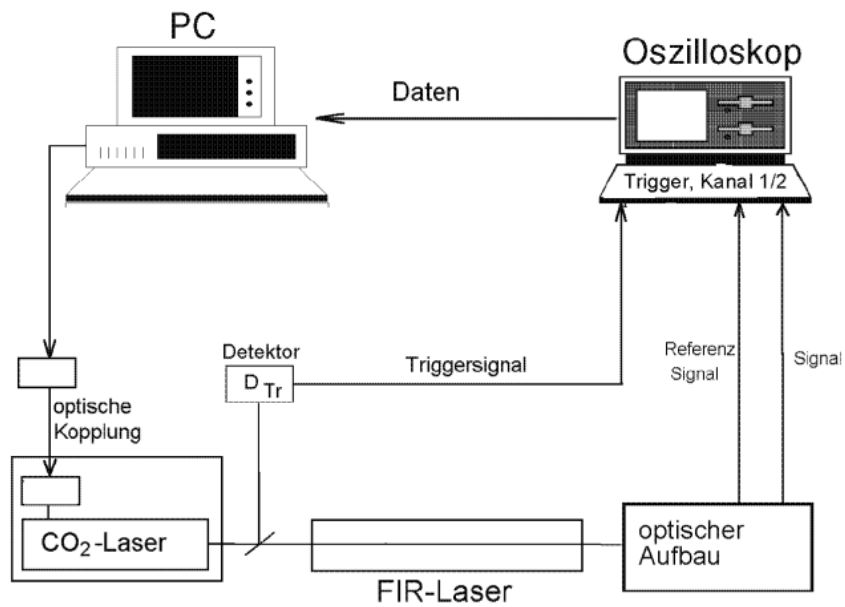 PC
Oszilloskop
Daten
Trigger, Kanal 1/2
Detektor
D Tr
Triggersignal
Referenz
Signal
Signal
optische
Kopplung
CO2-Laser
optischer
Aufbau
FIR-Laser